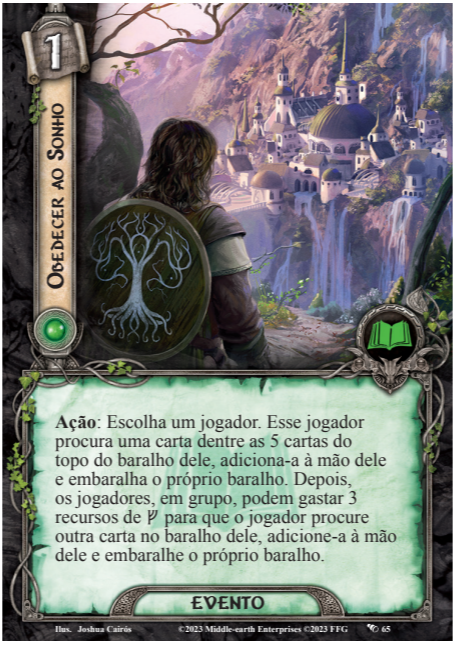 1
Obedecer ao Sonho
Ação: Escolha um jogador. Esse jogador
procura uma carta dentre as 5 cartas do
topo do baralho dele, adiciona-a à mão dele
e embaralha o próprio baralho. Depois,
os jogadores, em grupo, podem gastar 3
recursos de para que o jogador procure
outra carta no baralho dele, adicione-a à mão
dele e embaralhe o próprio baralho.
Evento
Ilus. Joshua Cairós ©2023 Middle-earth Enterprises ©2023 FFG 65